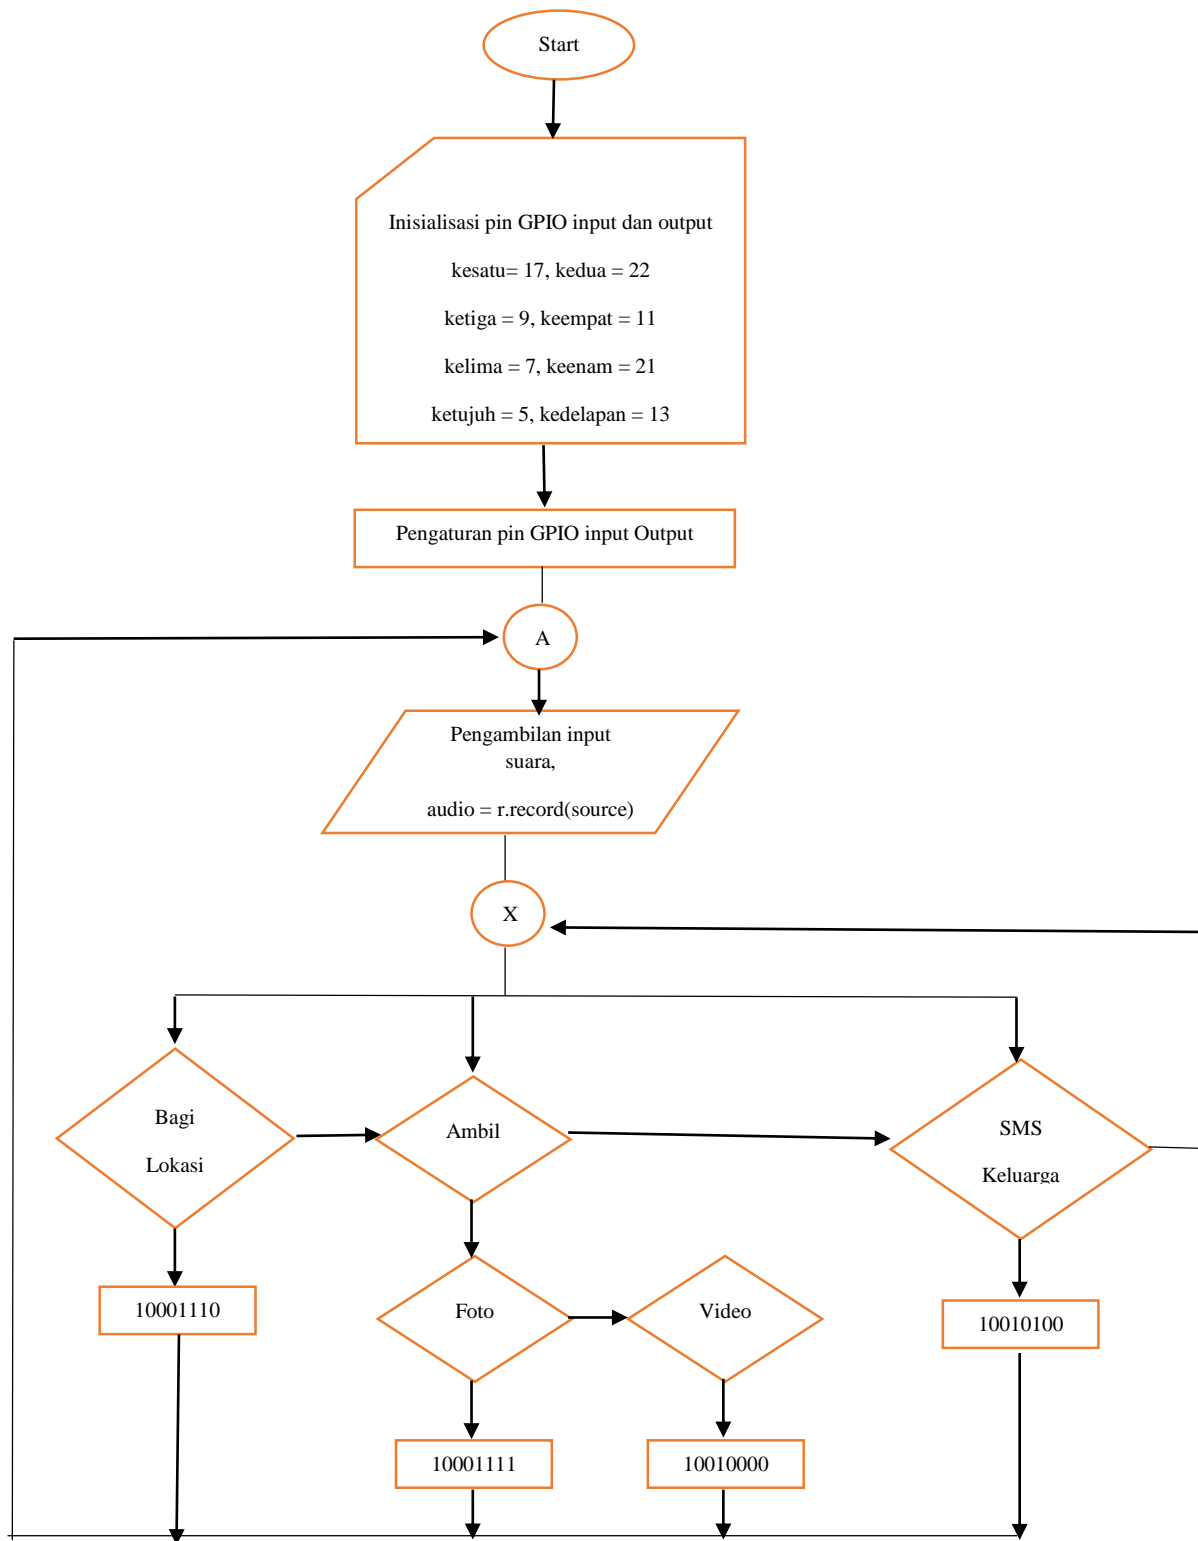 Start
Inisialisasi pin GPIO input dan output
kesatu= 17, kedua = 22
ketiga = 9, keempat = 11
kelima = 7, keenam = 21
ketujuh = 5, kedelapan = 13
Pengaturan pin GPIO input Output
A
Pengambilan input
suara,
audio = r.record(source)
X
Bagi
Lokasi
Ambil
SMS
Keluarga
Foto
Video
10001110
10010100
10001111
10010000